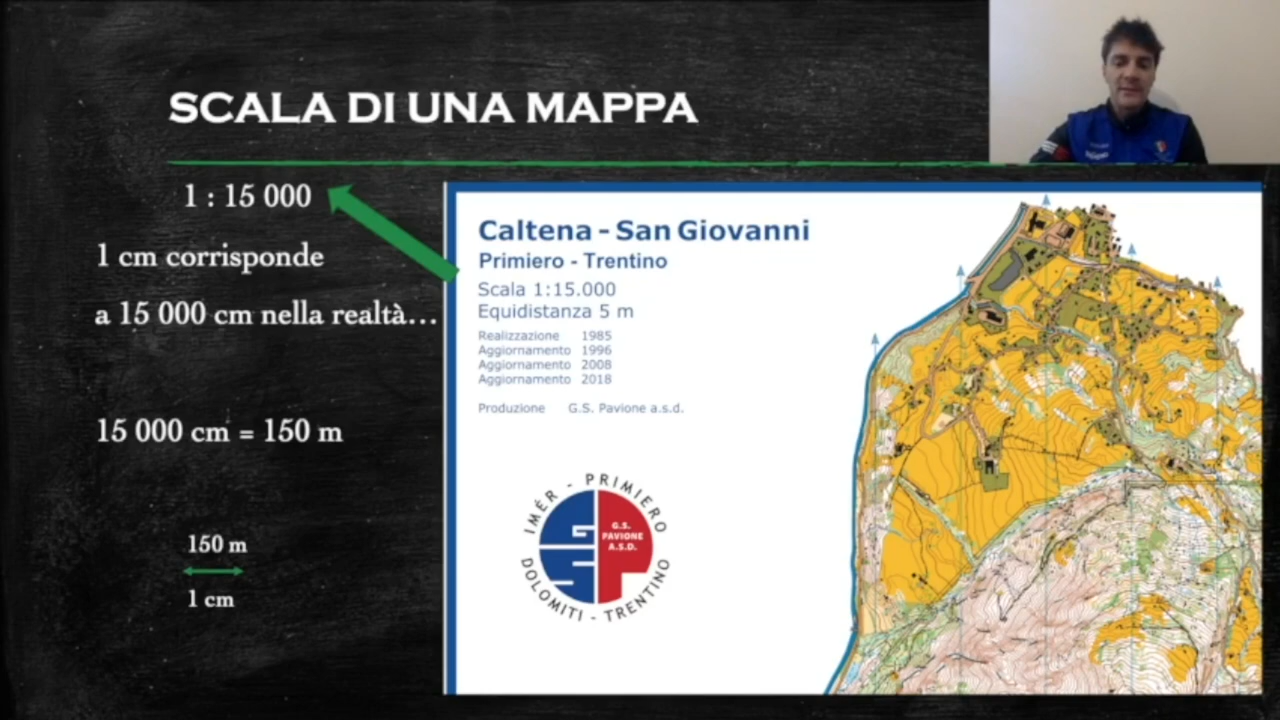 SCALA DI UNA MAPPA
1 : 15 000
1 cm corrisponde
a 15 000 cm nella realtà...
15 000 cm = 150 m
150 m
1 cm
Caltena - San Giovanni
Primiero - Trentino
Scala 1:15.000
Equidistanza 5 m
Realizzazione 1985
Aggiornamento 1996
Aggiornamento 2008
Aggiornamento 2018
Produzione G.S. Pavione a.s.d.
IMÈR - PRIMIERO
G.S.
PAVIONE
A.S.D.
GSP
DOLOMITI - TRENTINO